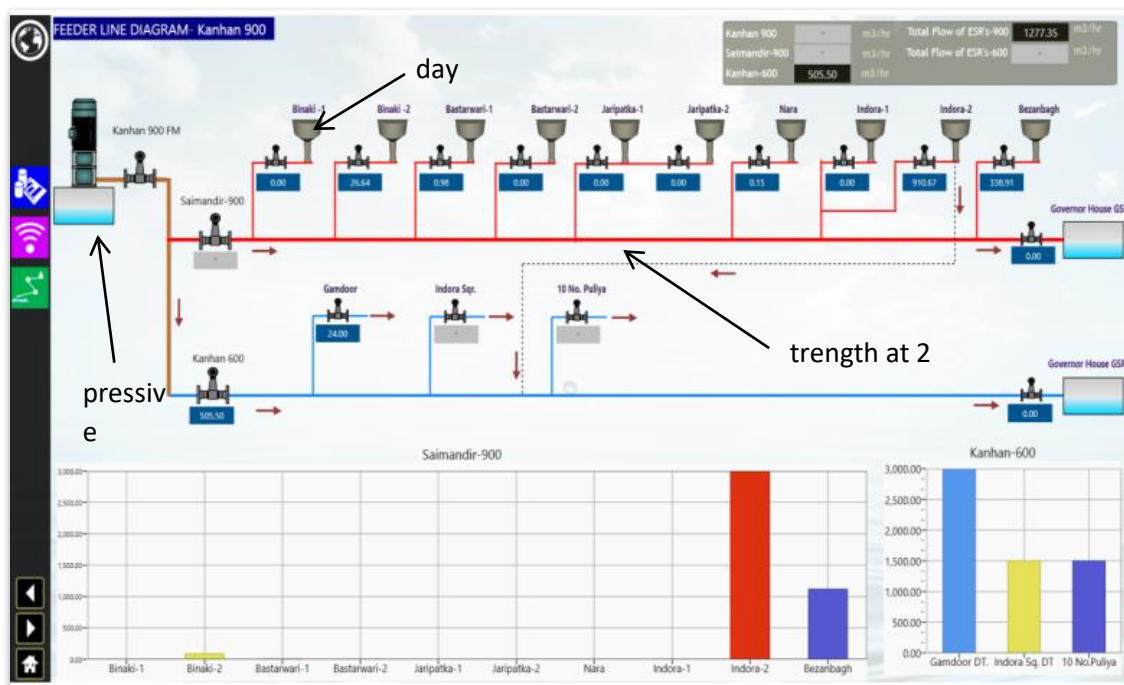 FEEDER LINE DIAGRAM- Kanhan 900
Kanhan 900 - m3/hr Total Flow of ESR's-900 1277.35 m3/hr
Saimandir-900 - m3/hr Total Flow of ESR's-600 - m3/hr
Kanhan-600 505.50 m3/hr
day
Binaki -1 Binaki -2 Bastarwari-1 Bastarwari-2 Jaripatka-1 Jaripatka-2 Nara Indora-1 Indora-2 Bezanbagh
Kanhan 900 FM
0.00 26.64 0.98 0.00 0.00 0.00 0.15 0.00 910.67 338.91
Saimandir-900
Governor House GSR
-
0.00
Gamdoor Indora Sqr. 10 No. Puliya
24.00 - -
trength at 2
Kanhan 600
Governor House GSR
pressiv
e
505.50
0.00
Saimandir-900
3,000.00
2,500.00
2,000.00
1,500.00
1,000.00
500.00
0.00
Binaki-1 Binaki-2 Bastarwari-1 Bastarwari-2 Jaripatka-1 Jaripatka-2 Nara Indora-1 Indora-2 Bezanbagh
Kanhan-600
3,000.00
2,500.00
2,000.00
1,500.00
1,000.00
500.00
0.00
Gamdoor DT. Indora Sq. DT 10 No.Puliya